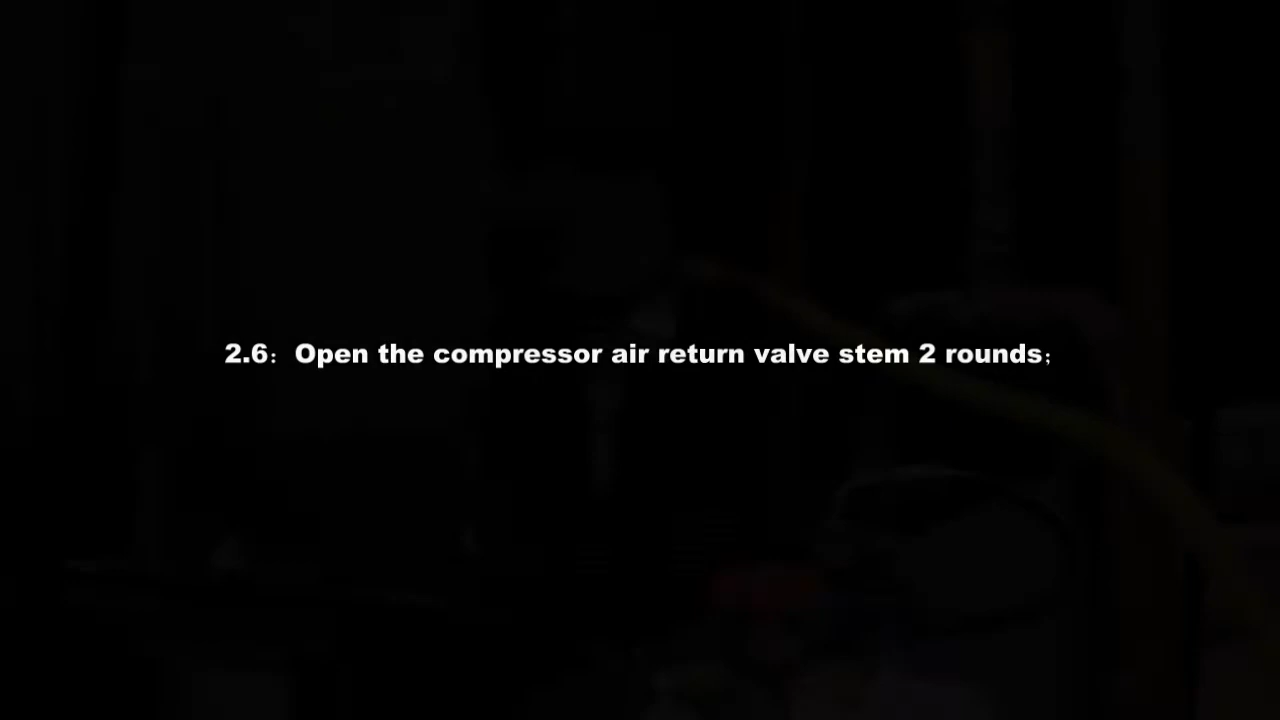 2.6：Open the compressor air return valve stem 2 rounds；